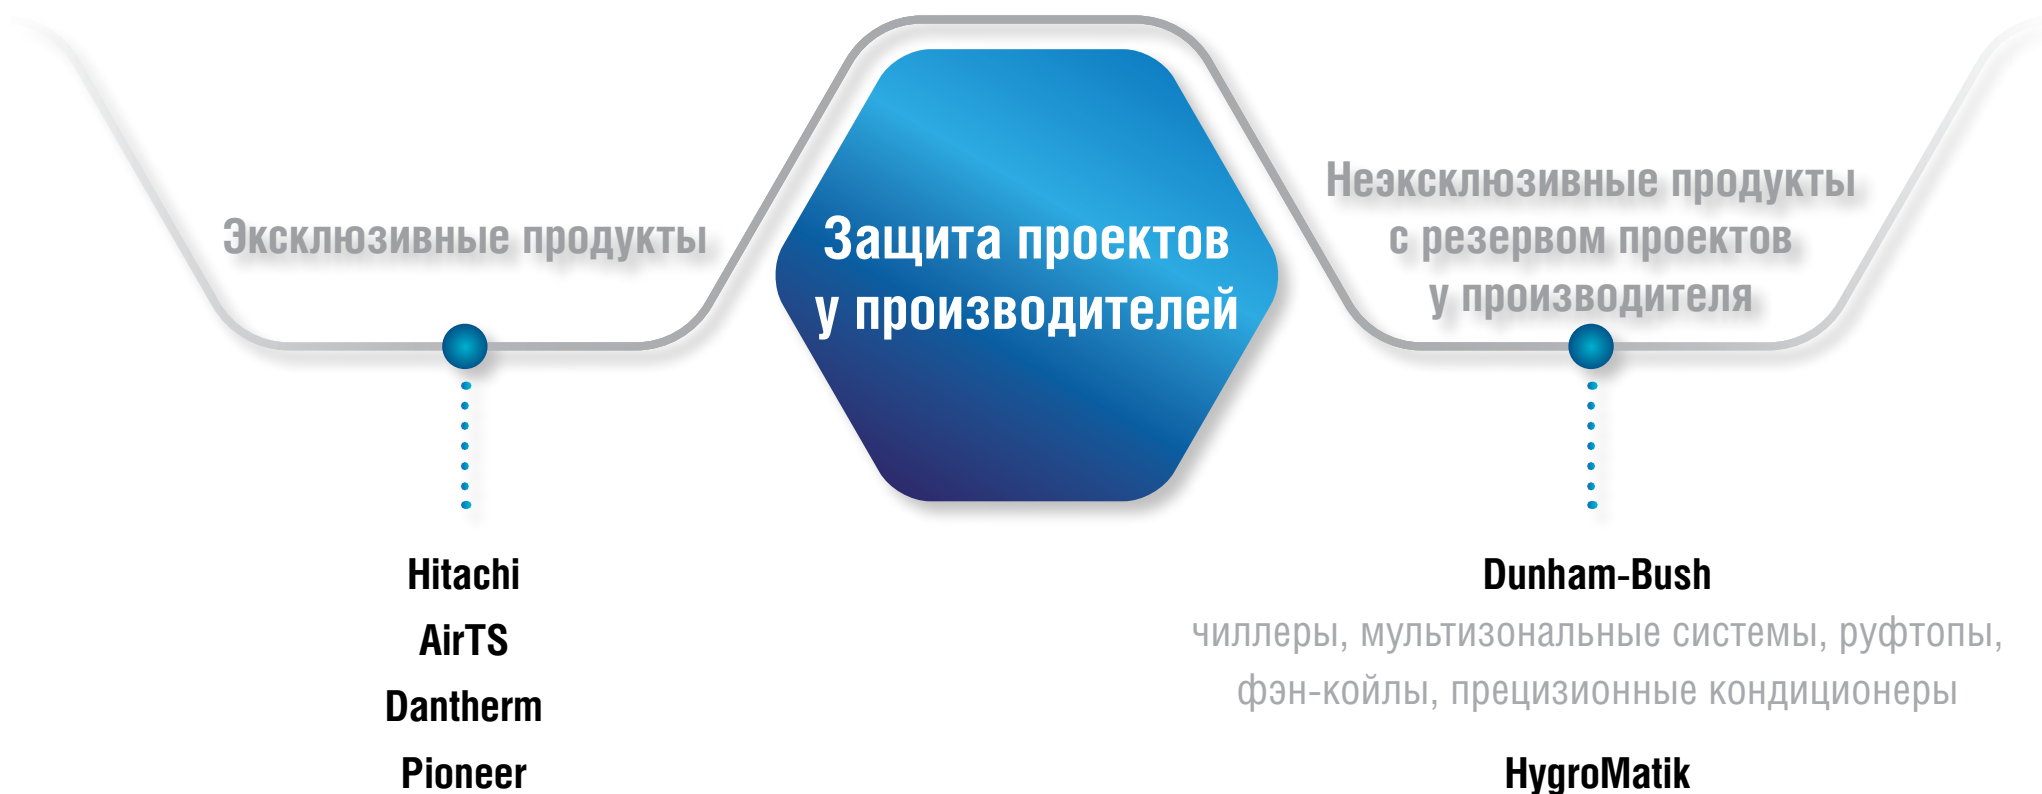 Защита проектов
у производителей
Эксклюзивные продукты
Hitachi
AirTS
Dantherm
Pioneer
Неэксклюзивные продукты
с резервом проектов
у производителя
Dunham-Bush
чиллеры, мультизональные системы, руфтопы,
фэн-койлы, прецизионные кондиционеры
HygroMatik